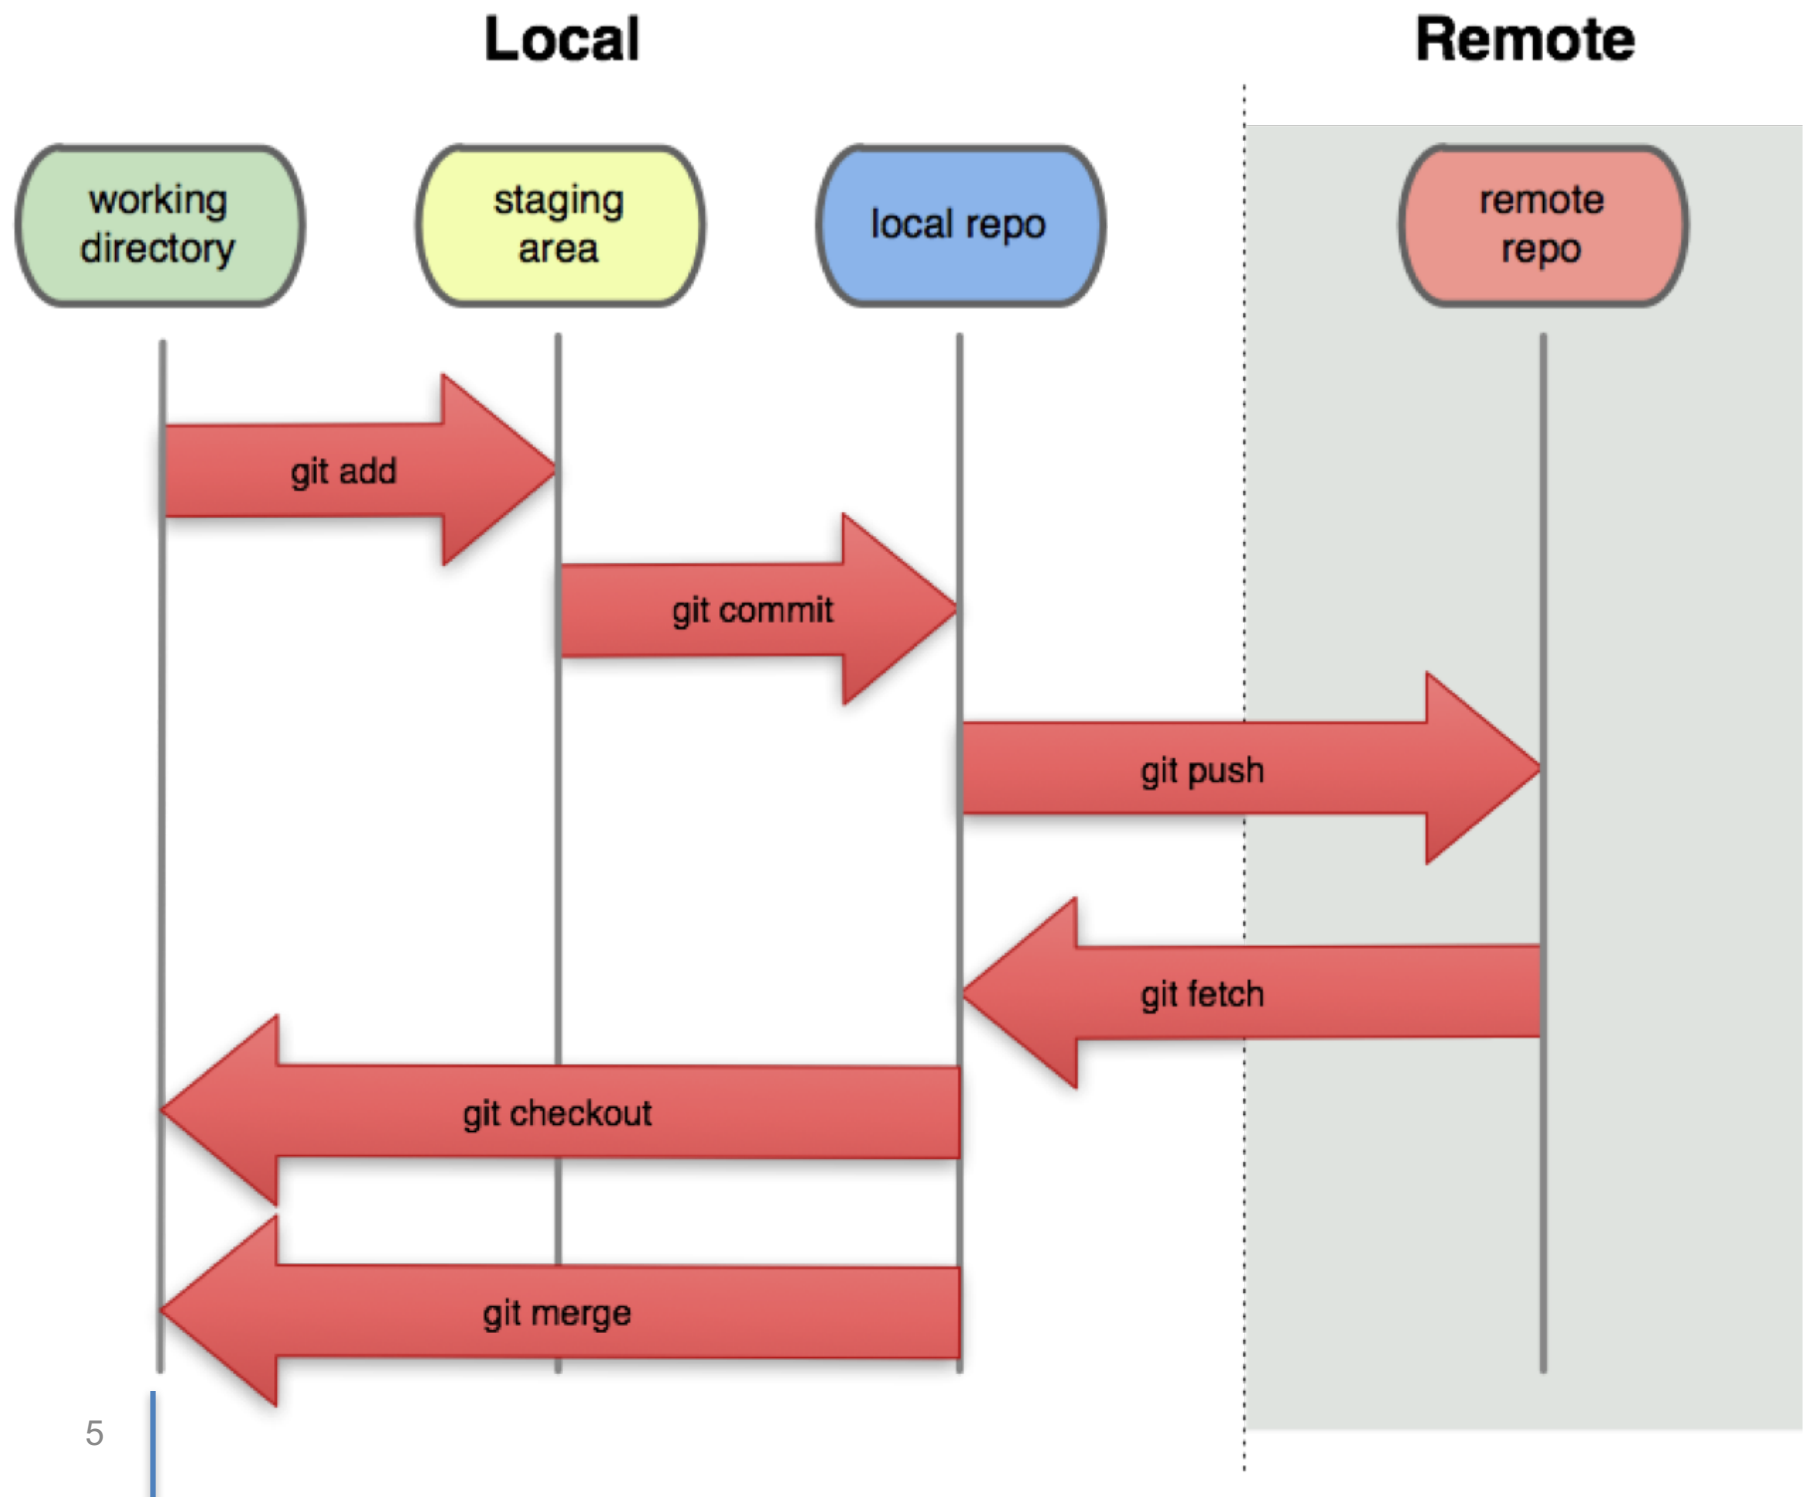 Local
Remote
working
directory
staging
area
local repo
remote
repo
git add
git commit
git push
git fetch
git checkout
git merge
5